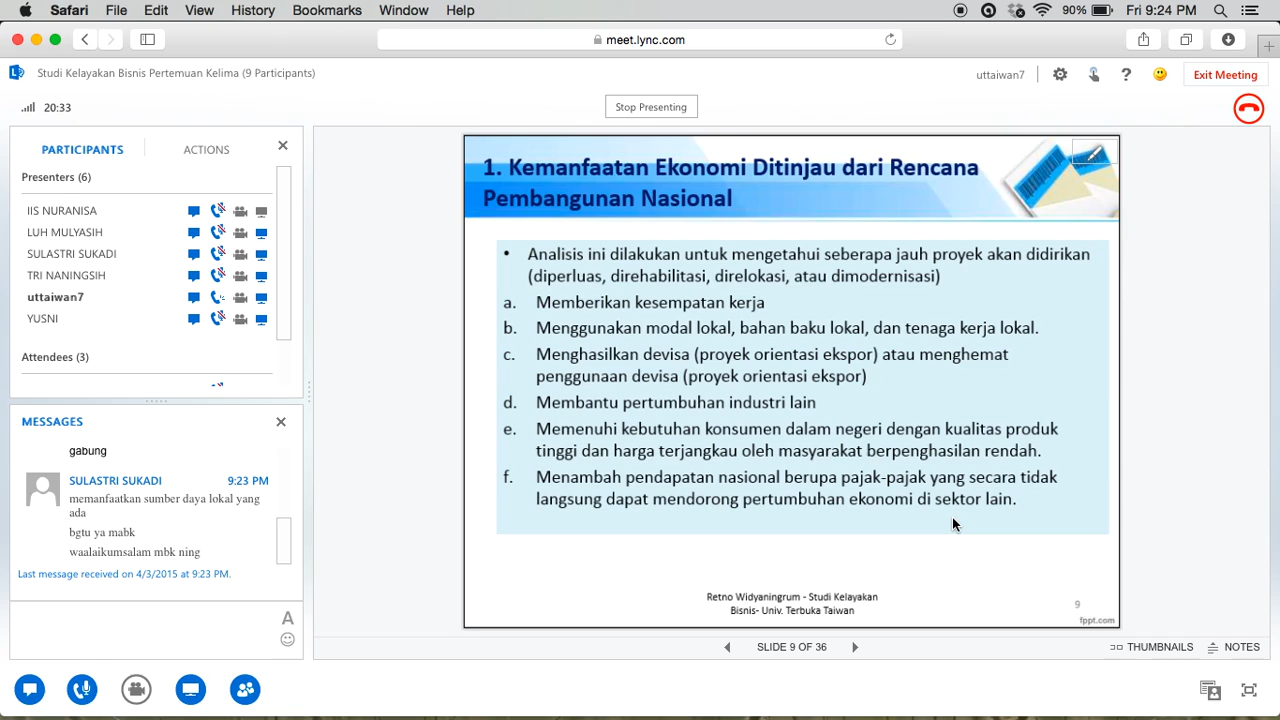 Safari File Edit View History Bookmarks Window Help 90% Fri 9:24 PM
meet.lync.com
Studi Kelayakan Bisnis Pertemuan Kelima (9 Participants) uttaiwan7 ? Exit Meeting
20:33 Stop Presenting
PARTICIPANTS ACTIONS
Presenters (6)
IIS NURANISA
LUH MULYASIH
SULASTRI SUKADI
TRI NANINGSIH
uttaiwan7
YUSNI
Attendees (3)
MESSAGES
gabung
SULASTRI SUKADI 9:23 PM
memanfaatkan sumber daya lokal yang
ada
bgtu ya mabk
waalaikumsalam mbk ning
Last message received on 4/3/2015 at 9:23 PM.
A
1. Kemanfaatan Ekonomi Ditinjau dari Rencana
Pembangunan Nasional
• Analisis ini dilakukan untuk mengetahui seberapa jauh proyek akan didirikan
(diperluas, direhabilitasi, direlokasi, atau dimodernisasi)
a. Memberikan kesempatan kerja
b. Menggunakan modal lokal, bahan baku lokal, dan tenaga kerja lokal.
c. Menghasilkan devisa (proyek orientasi ekspor) atau menghemat
penggunaan devisa (proyek orientasi ekspor)
d. Membantu pertumbuhan industri lain
e. Memenuhi kebutuhan konsumen dalam negeri dengan kualitas produk
tinggi dan harga terjangkau oleh masyarakat berpenghasilan rendah.
f. Menambah pendapatan nasional berupa pajak-pajak yang secara tidak
langsung dapat mendorong pertumbuhan ekonomi di sektor lain.
Retno Widyaningrum - Studi Kelayakan
Bisnis- Univ. Terbuka Taiwan
9
fppt.com
SLIDE 9 OF 36 THUMBNAILS NOTES